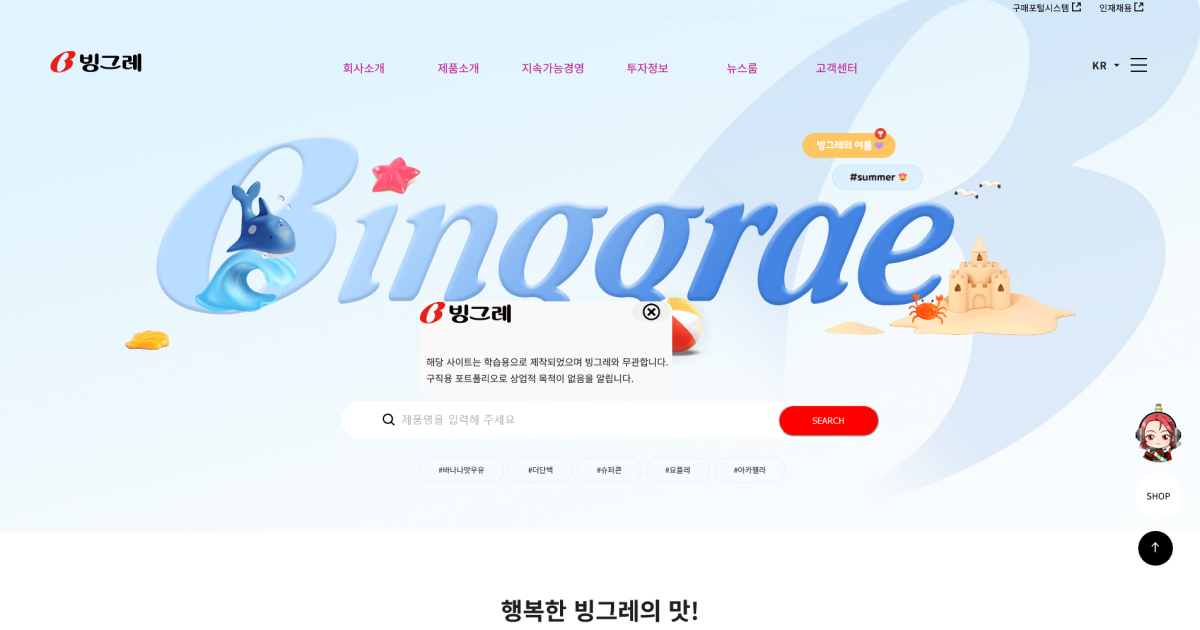 구매포털시스템 인재채용
빙그레
회사소개 제품소개 지속가능경영 투자정보 뉴스룸 고객센터
KR
빙그레의 여름
#summer
Binggrae
빙그레
해당 사이트는 학습용으로 제작되었으며 빙그레와 무관합니다.
구직용 포트폴리오로 상업적 목적이 없음을 알립니다.
제품명을 입력해 주세요
SEARCH
#바나나맛우유 #더단백 #슈퍼콘 #요플레 #아카펠라
SHOP
행복한 빙그레의 맛!